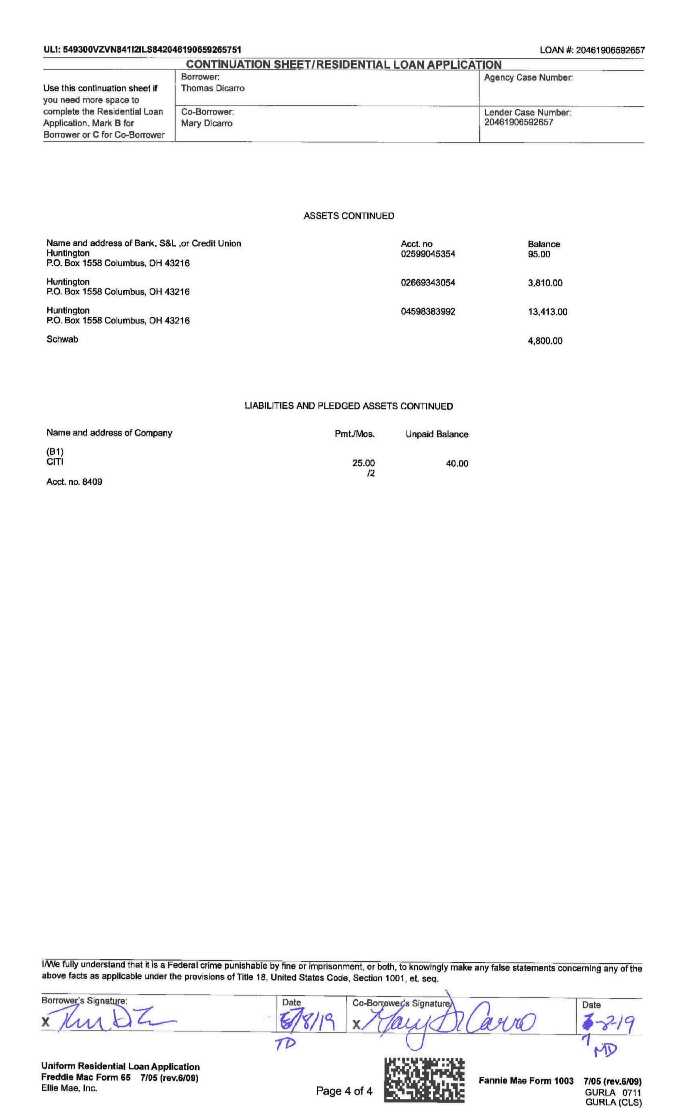 ULI: 549300VZVN841I2ILS842046190659265751 LOAN #: 20461906592657
CONTINUATION SHEET/RESIDENTIAL LOAN APPLICATION
Use this continuation sheet if
you need more space to
complete the Residential Loan
Application. Mark B for
Borrower or C for Co-Borrower
Borrower:
Thomas Dicarro
Agency Case Number:
Co-Borrower:
Mary Dicarro
Lender Case Number:
20461906592657
ASSETS CONTINUED
Name and address of Bank, S&L ,or Credit Union Acct. no Balance
Huntington 02599045354 95.00
P.O. Box 1558 Columbus, OH 43216
Huntington 02669343054 3,810.00
P.O. Box 1558 Columbus, OH 43216
Huntington 04598383992 13,413.00
P.O. Box 1558 Columbus, OH 43216
Schwab 4,800.00
LIABILITIES AND PLEDGED ASSETS CONTINUED
Name and address of Company Pmt./Mos. Unpaid Balance
(B1)
CITI 25.00 40.00
/2
Acct. no. 8409
I/We fully understand that it is a Federal crime punishable by fine or imprisonment, or both, to knowingly make any false statements concerning any of the
above facts as applicable under the provisions of Title 18, United States Code, Section 1001, et. seq.
Borrower's Signature: Date Co-Borrower's Signature: Date
X /8/19 X Mary DiCarro -2-19
TD MD
Uniform Residential Loan Application
Freddie Mac Form 65 7/05 (rev.6/09)
Ellie Mae, Inc.
Page 4 of 4
Fannie Mae Form 1003 7/05 (rev.6/09)
GURLA 0711
GURLA (CLS)